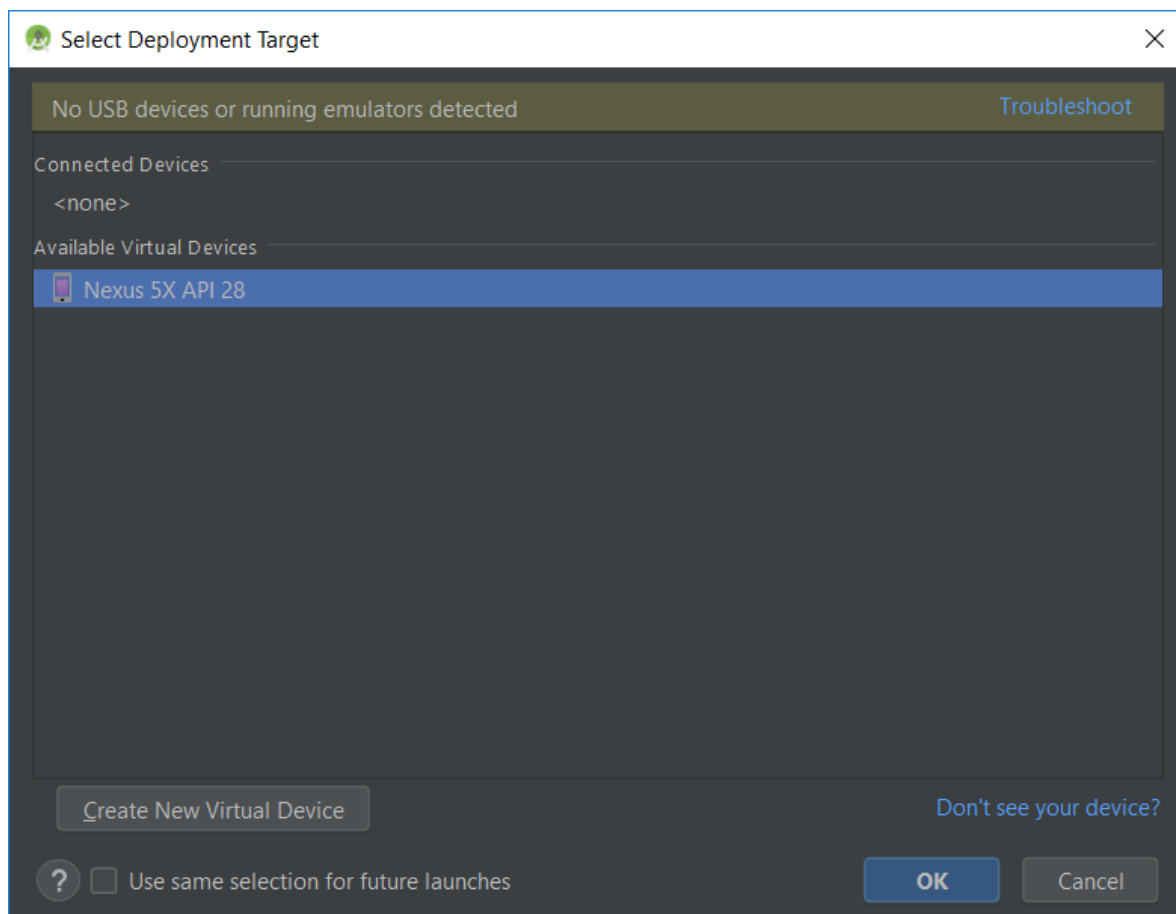 Select Deployment Target
No USB devices or running emulators detected Troubleshoot
Connected Devices
<none>
Available Virtual Devices
Nexus 5X API 28
Create New Virtual Device Don't see your device?
? Use same selection for future launches OK Cancel